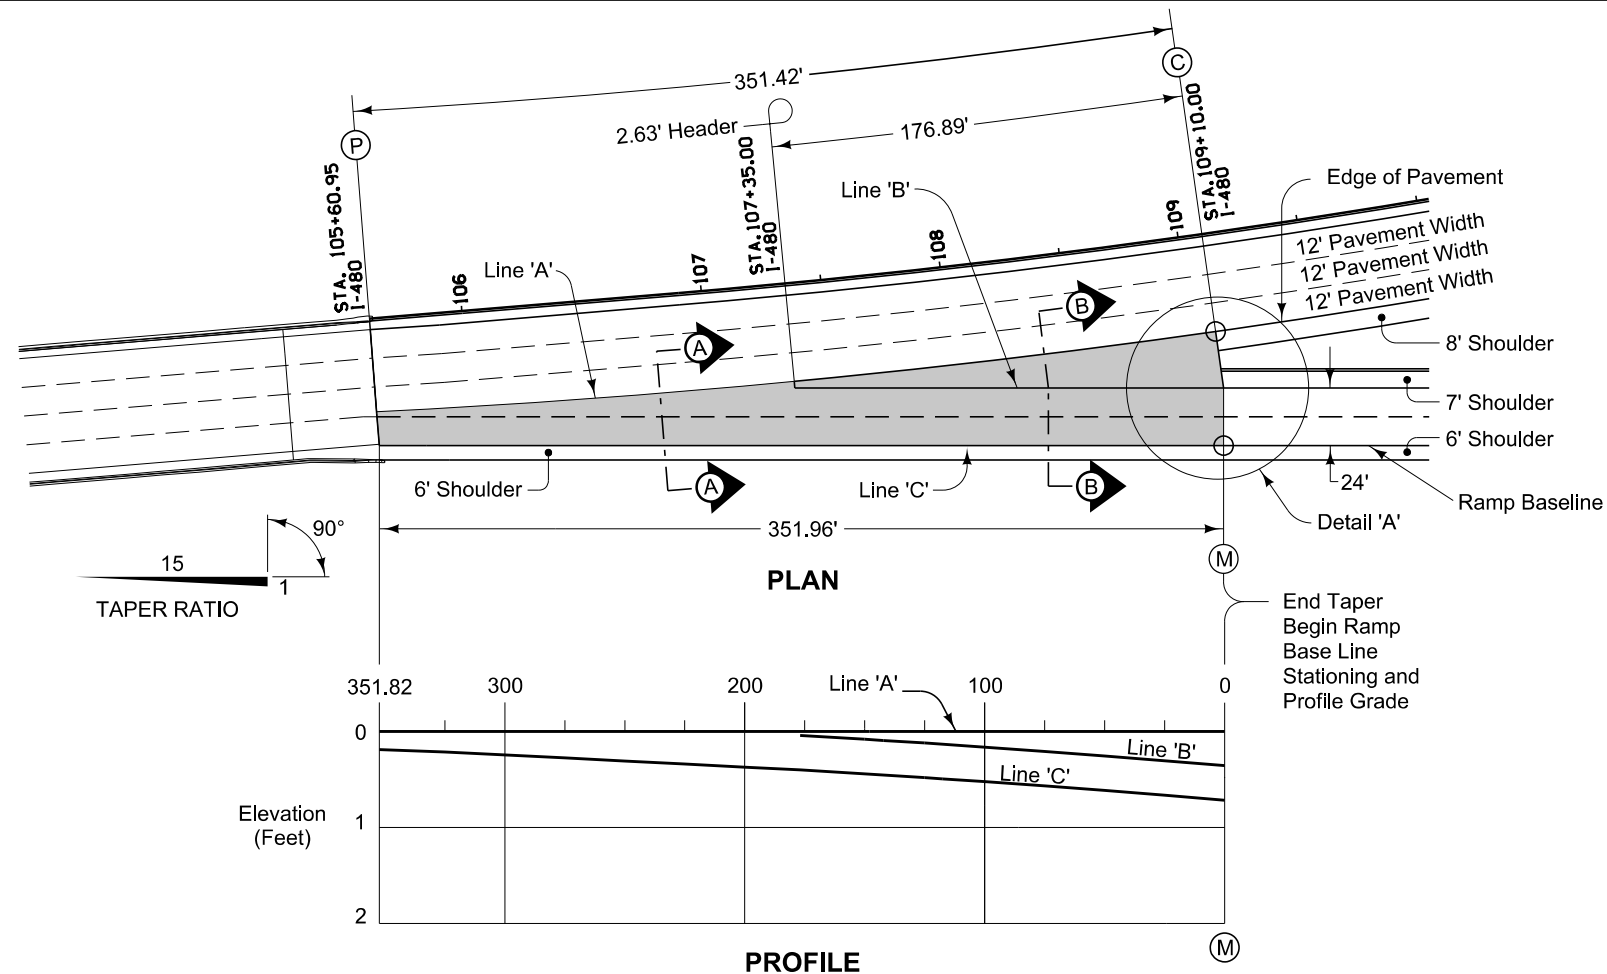 351.42'
C
2.63' Header
176.89'
P
STA. 105+60.95
I-480
STA.107+35.00
I-480
STA.109+10.00
I-480
Line 'B'
Edge of Pavement
Line 'A'
106
107
108
109
12' Pavement Width
12' Pavement Width
12' Pavement Width
A
B
8' Shoulder
7' Shoulder
6' Shoulder
6' Shoulder
A
Line 'C'
B
24'
Ramp Baseline
Detail 'A'
351.96'
90°
15
1
TAPER RATIO
PLAN
M
End Taper
Begin Ramp
Base Line
Stationing and
Profile Grade
351.82 300 200 Line 'A' 100 0
0
Line 'B'
Line 'C'
Elevation
(Feet)
1
2
M
PROFILE